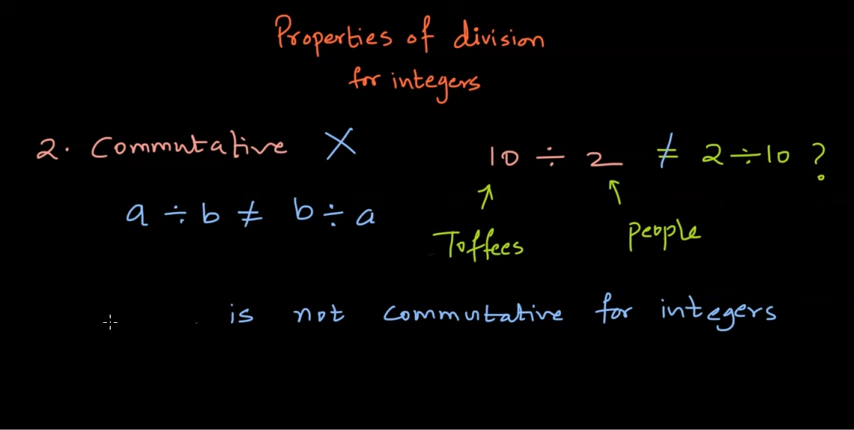 Properties of division
for integers
2. Commutative X 10 ÷ 2 ≠ 2 ÷ 10 ?
a ÷ b ≠ b ÷ a
Toffees people
is not commutative for integers